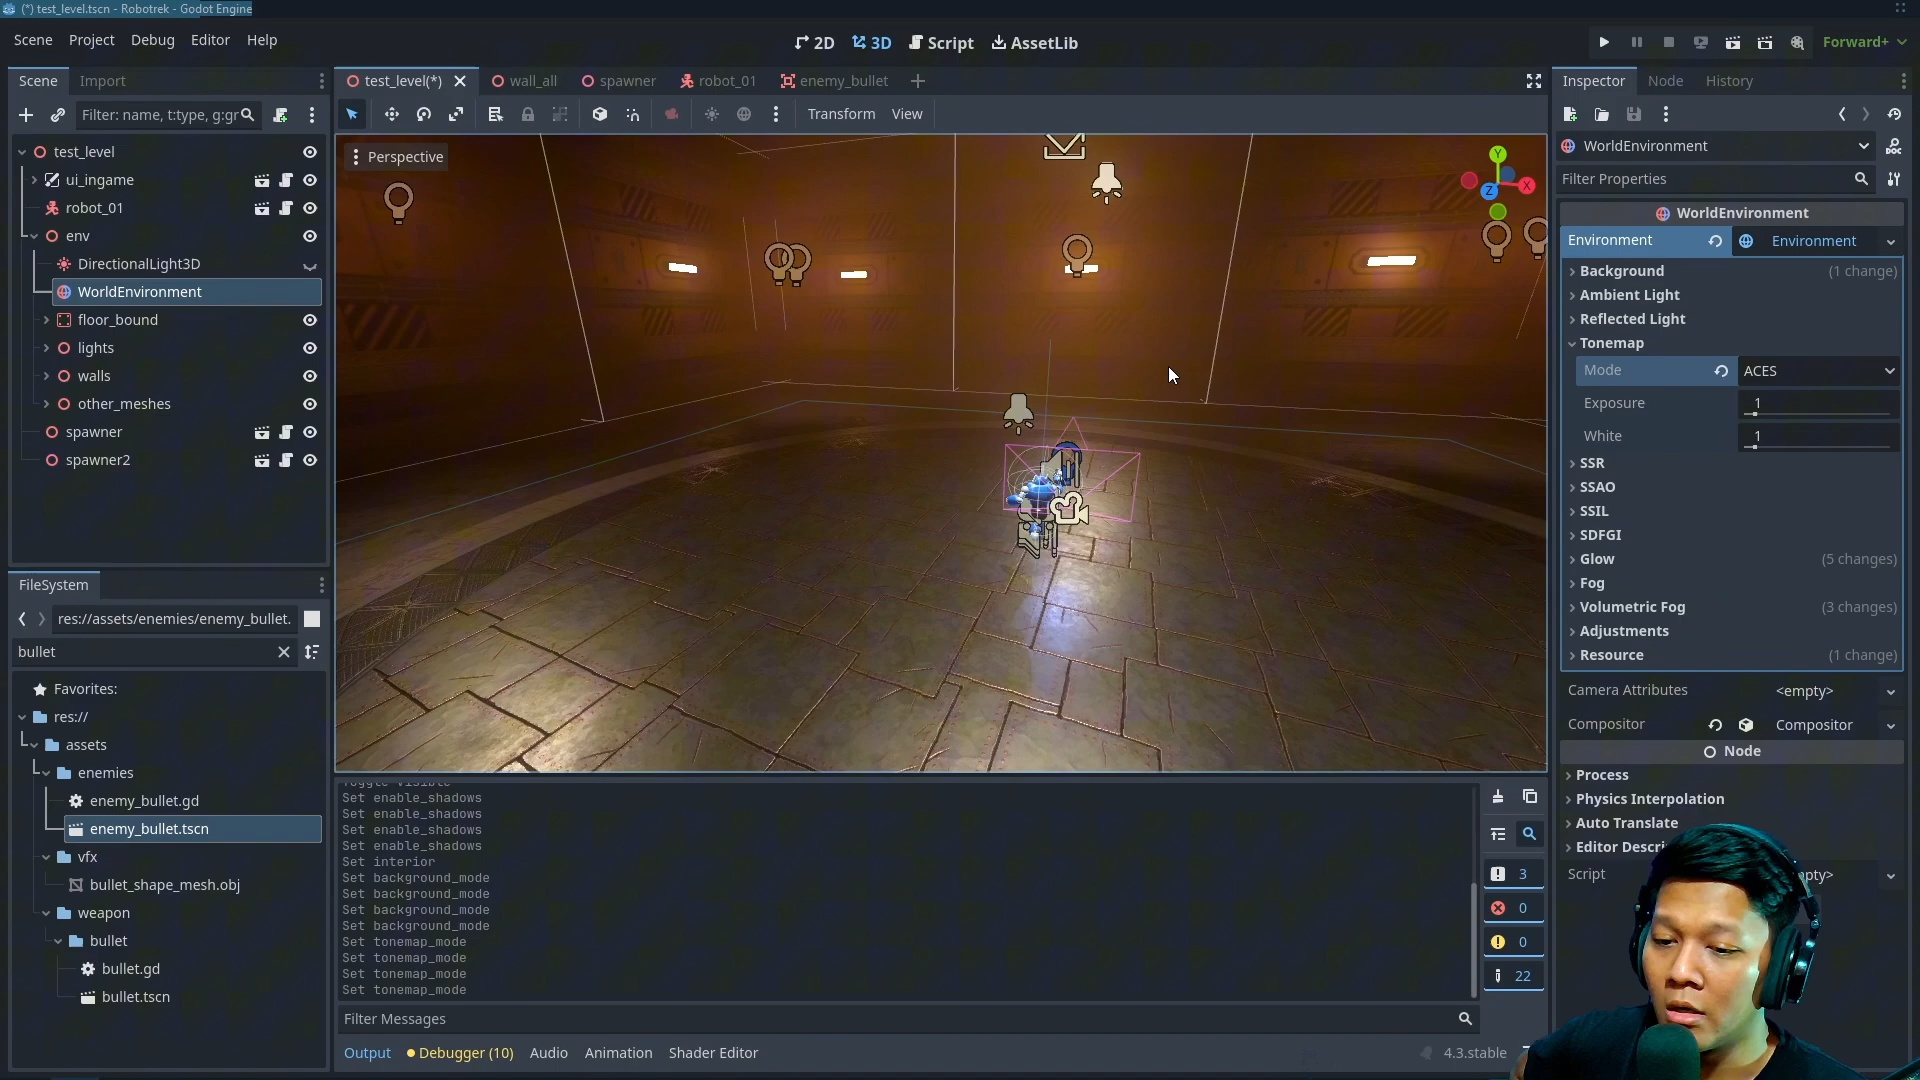 (*) test_level.tscn - Robotrek - Godot Engine
Scene Project Debug Editor Help
2D 3D Script AssetLib
Forward+
Scene Import
Filter: name, t:type, g:gr
test_level
ui_ingame
robot_01
env
DirectionalLight3D
WorldEnvironment
floor_bound
lights
walls
other_meshes
spawner
spawner2
FileSystem
res://assets/enemies/enemy_bullet.
bullet
Favorites:
res://
assets
enemies
enemy_bullet.gd
enemy_bullet.tscn
vfx
bullet_shape_mesh.obj
weapon
bullet
bullet.gd
bullet.tscn
test_level(*) wall_all spawner robot_01 enemy_bullet
Transform View
Perspective
Y
X
Z
Toggle Visible
Set enable_shadows
Set enable_shadows
Set enable_shadows
Set enable_shadows
Set interior
Set background_mode
Set background_mode
Set background_mode
Set background_mode
Set tonemap_mode
Set tonemap_mode
Set tonemap_mode
Set tonemap_mode
3
0
0
22
Filter Messages
Output Debugger (10) Audio Animation Shader Editor
4.3.stable
Inspector Node History
WorldEnvironment
Filter Properties
WorldEnvironment
Environment Environment
Background (1 change)
Ambient Light
Reflected Light
Tonemap
Mode ACES
Exposure 1
White 1
SSR
SSAO
SSIL
SDFGI
Glow (5 changes)
Fog
Volumetric Fog (3 changes)
Adjustments
Resource (1 change)
Camera Attributes <empty>
Compositor Compositor
Node
Process
Physics Interpolation
Auto Translate
Editor Descri
Script pty>